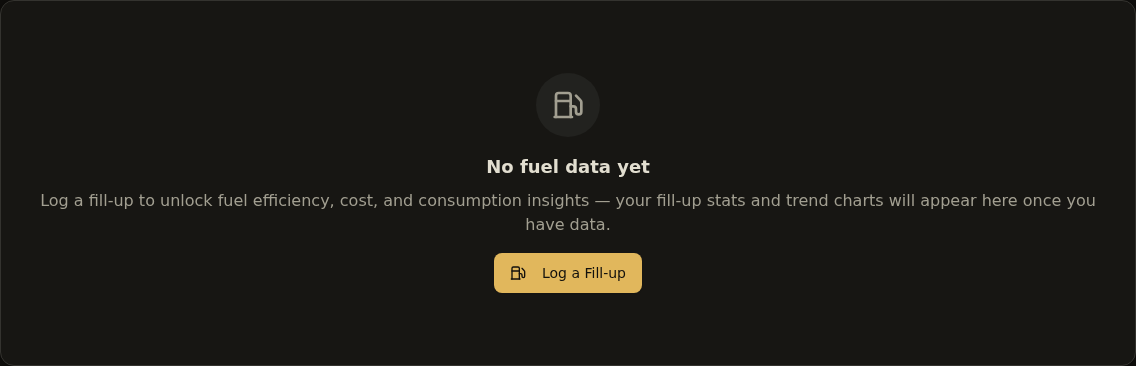 No fuel data yet
Log a fill-up to unlock fuel efficiency, cost, and consumption insights — your fill-up stats and trend charts will appear here once you
have data.
Log a Fill-up